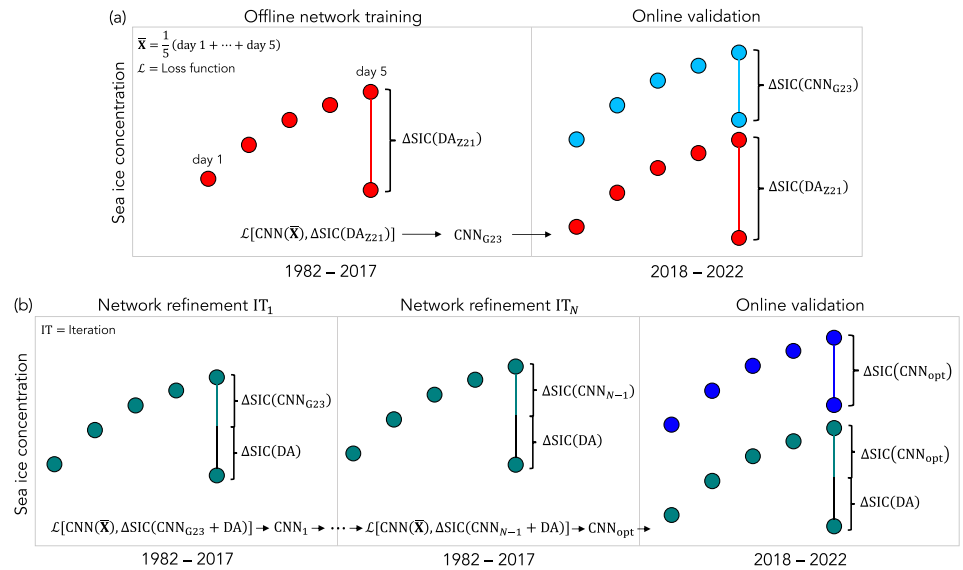 (a)
Offline network training
Online validation
X̅ = 1/5 (day 1 + ⋯ + day 5)
ℒ = Loss function
day 5
day 1
Sea ice concentration
ΔSIC(DA_Z21)
ΔSIC(CNN_G23)
ΔSIC(DA_Z21)
ℒ[CNN(X̅), ΔSIC(DA_Z21)] → CNN_G23 →
1982 – 2017
2018 – 2022
(b)
Network refinement IT_1
Network refinement IT_N
Online validation
IT = Iteration
Sea ice concentration
ΔSIC(CNN_G23)
ΔSIC(DA)
ΔSIC(CNN_N−1)
ΔSIC(DA)
ΔSIC(CNN_opt)
ΔSIC(CNN_opt)
ΔSIC(DA)
ℒ[CNN(X̅), ΔSIC(CNN_G23 + DA)] → CNN_1 → ⋯ → ℒ[CNN(X̅), ΔSIC(CNN_N−1 + DA)] → CNN_opt →
1982 – 2017
1982 – 2017
2018 – 2022